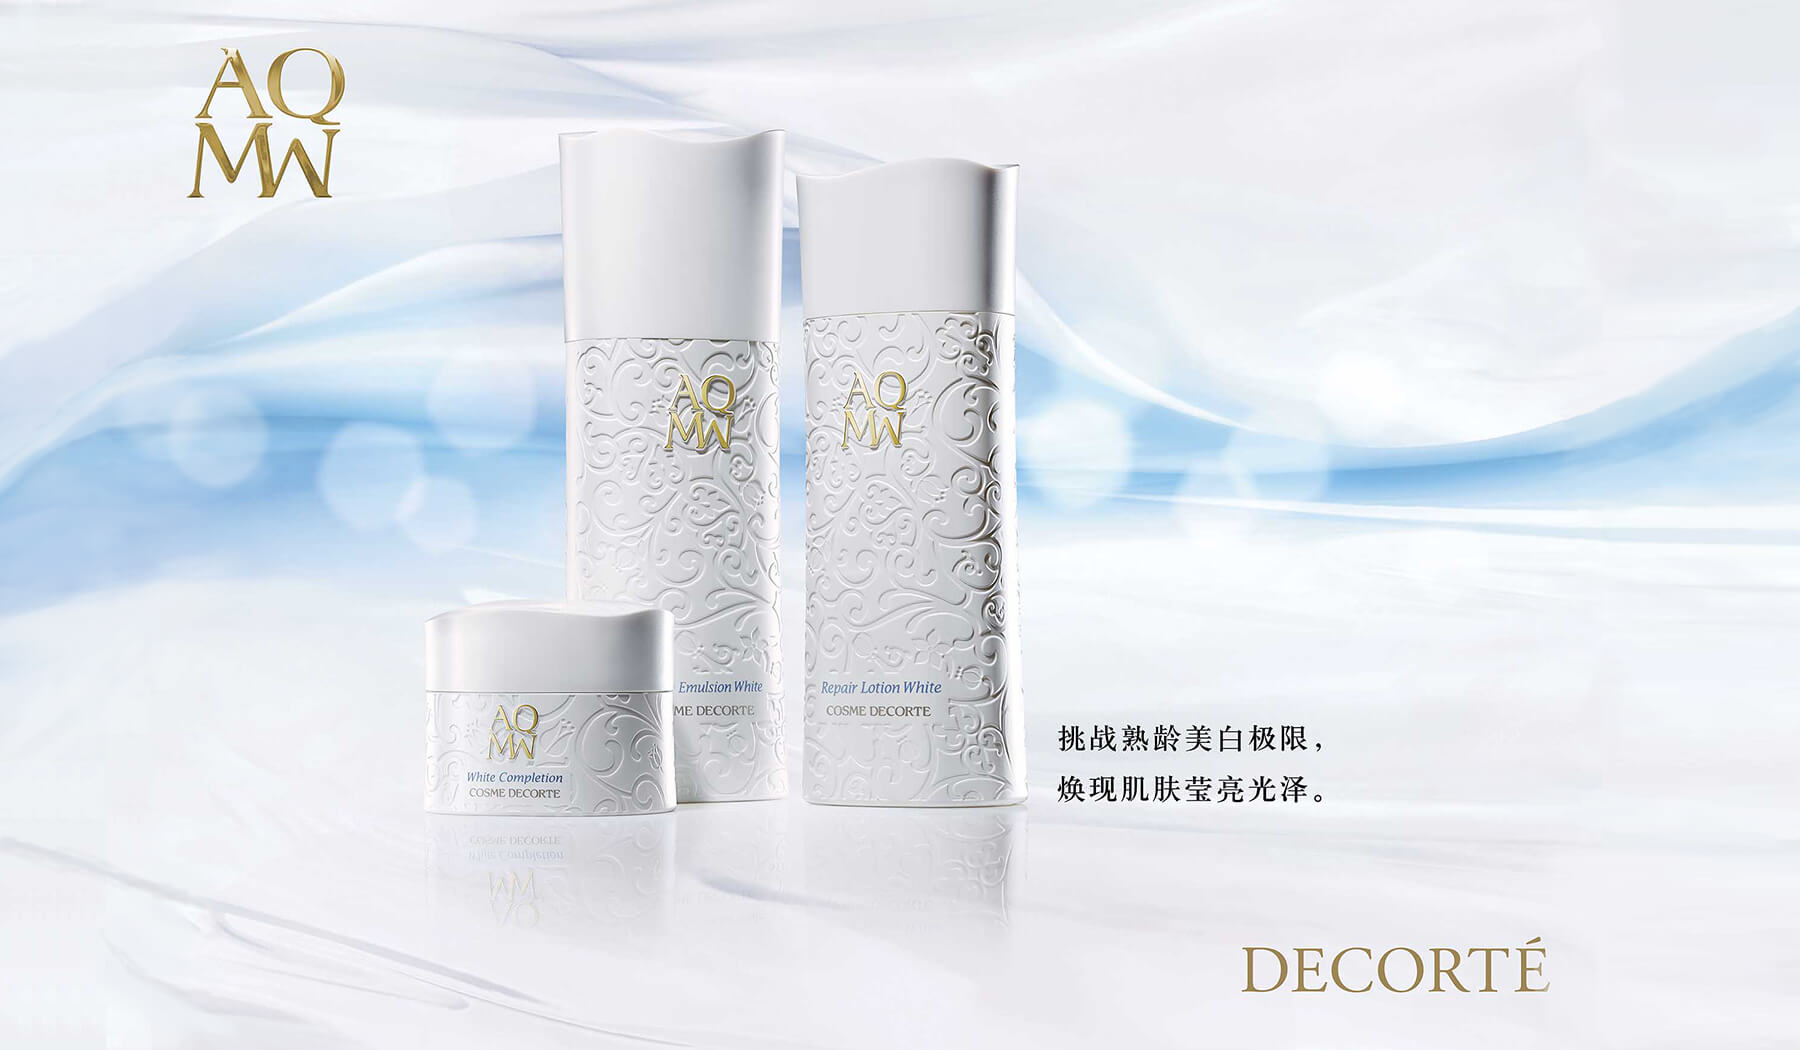 AQ
MW
AQ
MW
Emulsion White
ME DECORTE
AQ
MW
Repair Lotion White
COSME DECORTE
AQ
MW
White Completion
COSME DECORTE
挑战熟龄美白极限，
焕现肌肤莹亮光泽。
DECORTÉ